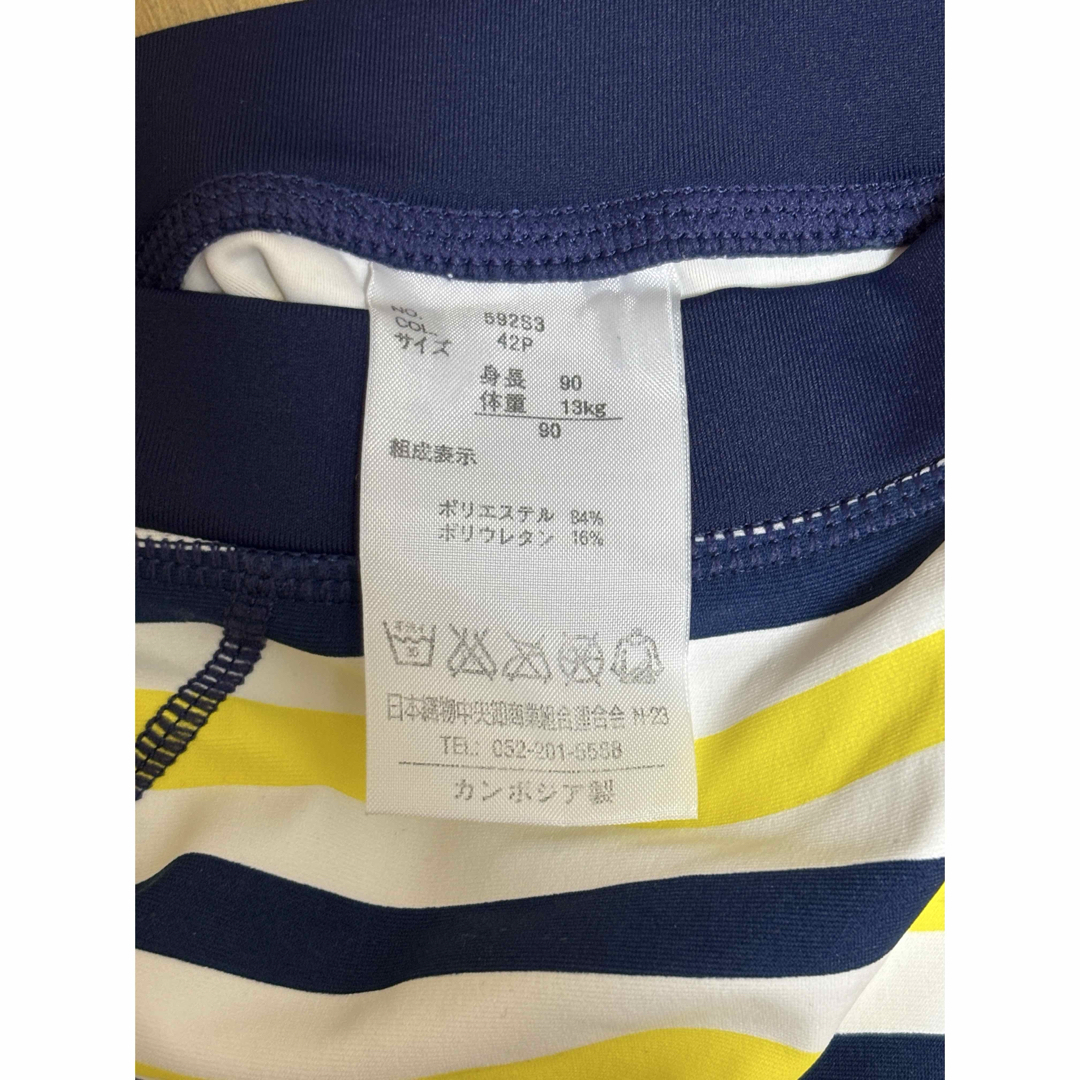 NO. 592S3
COL. 42P
サイズ
身長 90
体重 13kg
90
組成表示
ポリエステル 84%
ポリウレタン 16%
日本織物中央卸商業組合連合会 N-23
TEL: 052-201-5558
カンボジア製